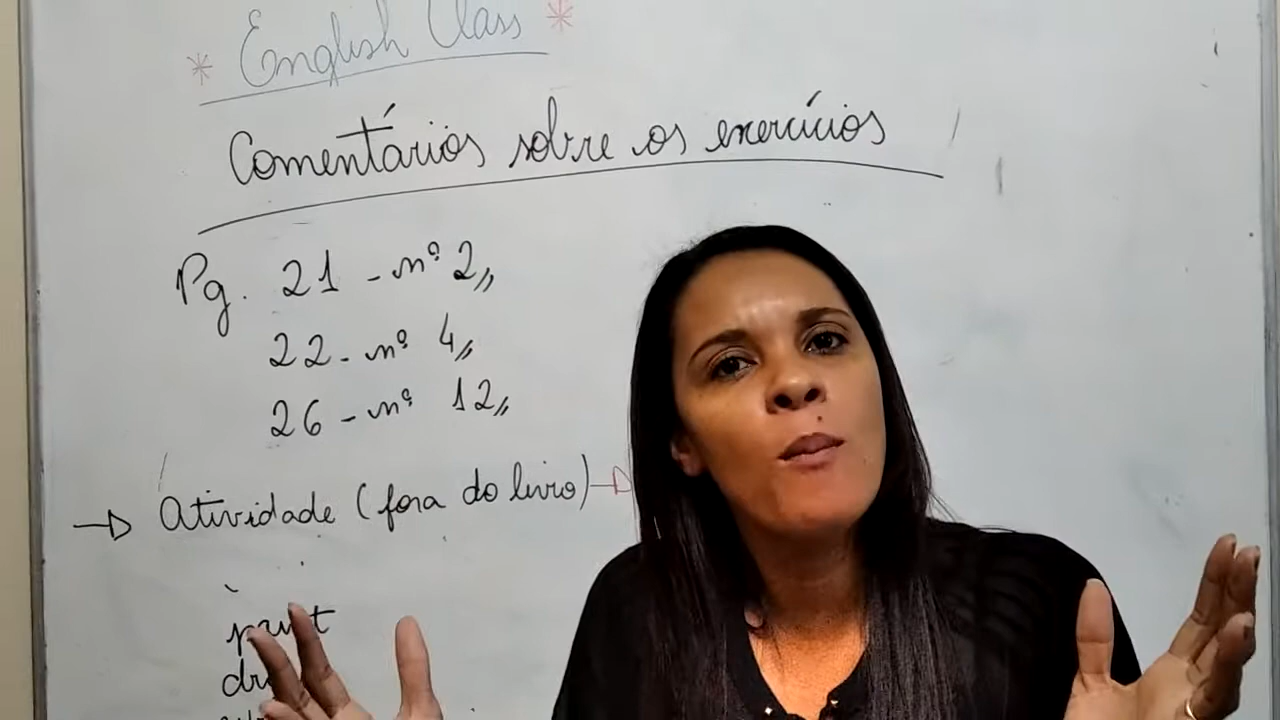 * English Class *
Comentários sobre os exercícios
Pg. 21 - nº 2,,
22 - nº 4,,
26 - nº 12,,
→ Atividade (fora do livro) →